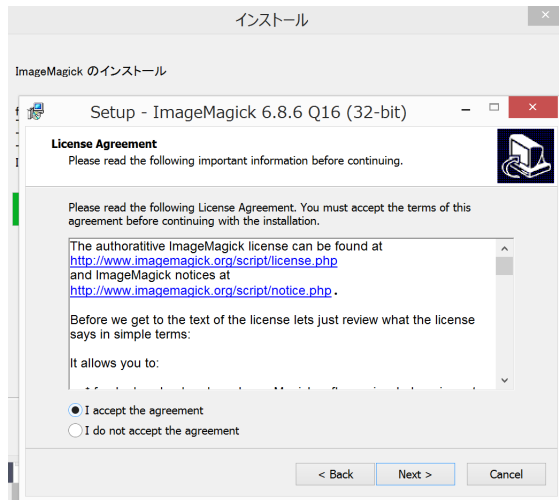 インストール
ImageMagick のインストール
Setup - ImageMagick 6.8.6 Q16 (32-bit)
License Agreement
Please read the following important information before continuing.
Please read the following License Agreement. You must accept the terms of this
agreement before continuing with the installation.
The authoratitive ImageMagick license can be found at
http://www.imagemagick.org/script/license.php
and ImageMagick notices at
http://www.imagemagick.org/script/notice.php .
Before we get to the text of the license lets just review what the license
says in simple terms:
It allows you to:
I accept the agreement
I do not accept the agreement
< Back
Next >
Cancel